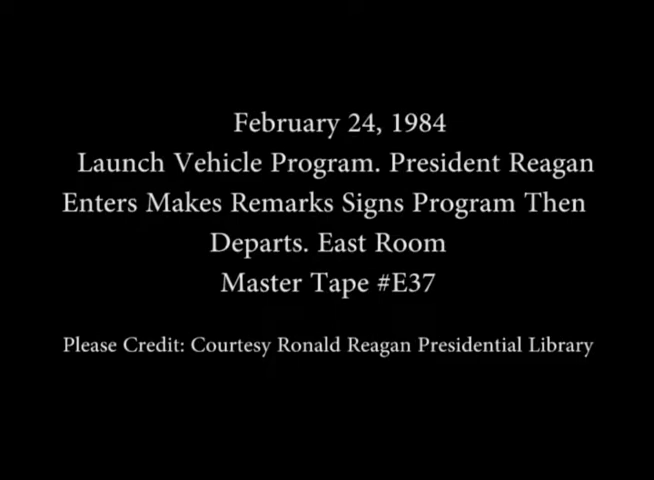 February 24, 1984
Launch Vehicle Program. President Reagan
Enters Makes Remarks Signs Program Then
Departs. East Room
Master Tape #E37
Please Credit: Courtesy Ronald Reagan Presidential Library